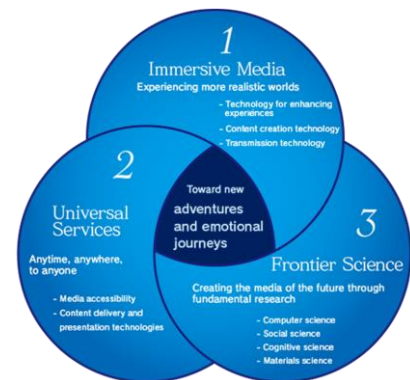 1
Immersive Media
Experiencing more realistic worlds
- Technology for enhancing
experiences
- Content creation technology
- Transmission technology
2
Universal
Services
Anytime, anywhere,
to anyone
- Media accessibility
- Content delivery and
presentation technologies
Toward new
adventures
and emotional
journeys
3
Frontier Science
Creating the media of the future through
fundamental research
- Computer science
- Social science
- Cognitive science
- Materials science